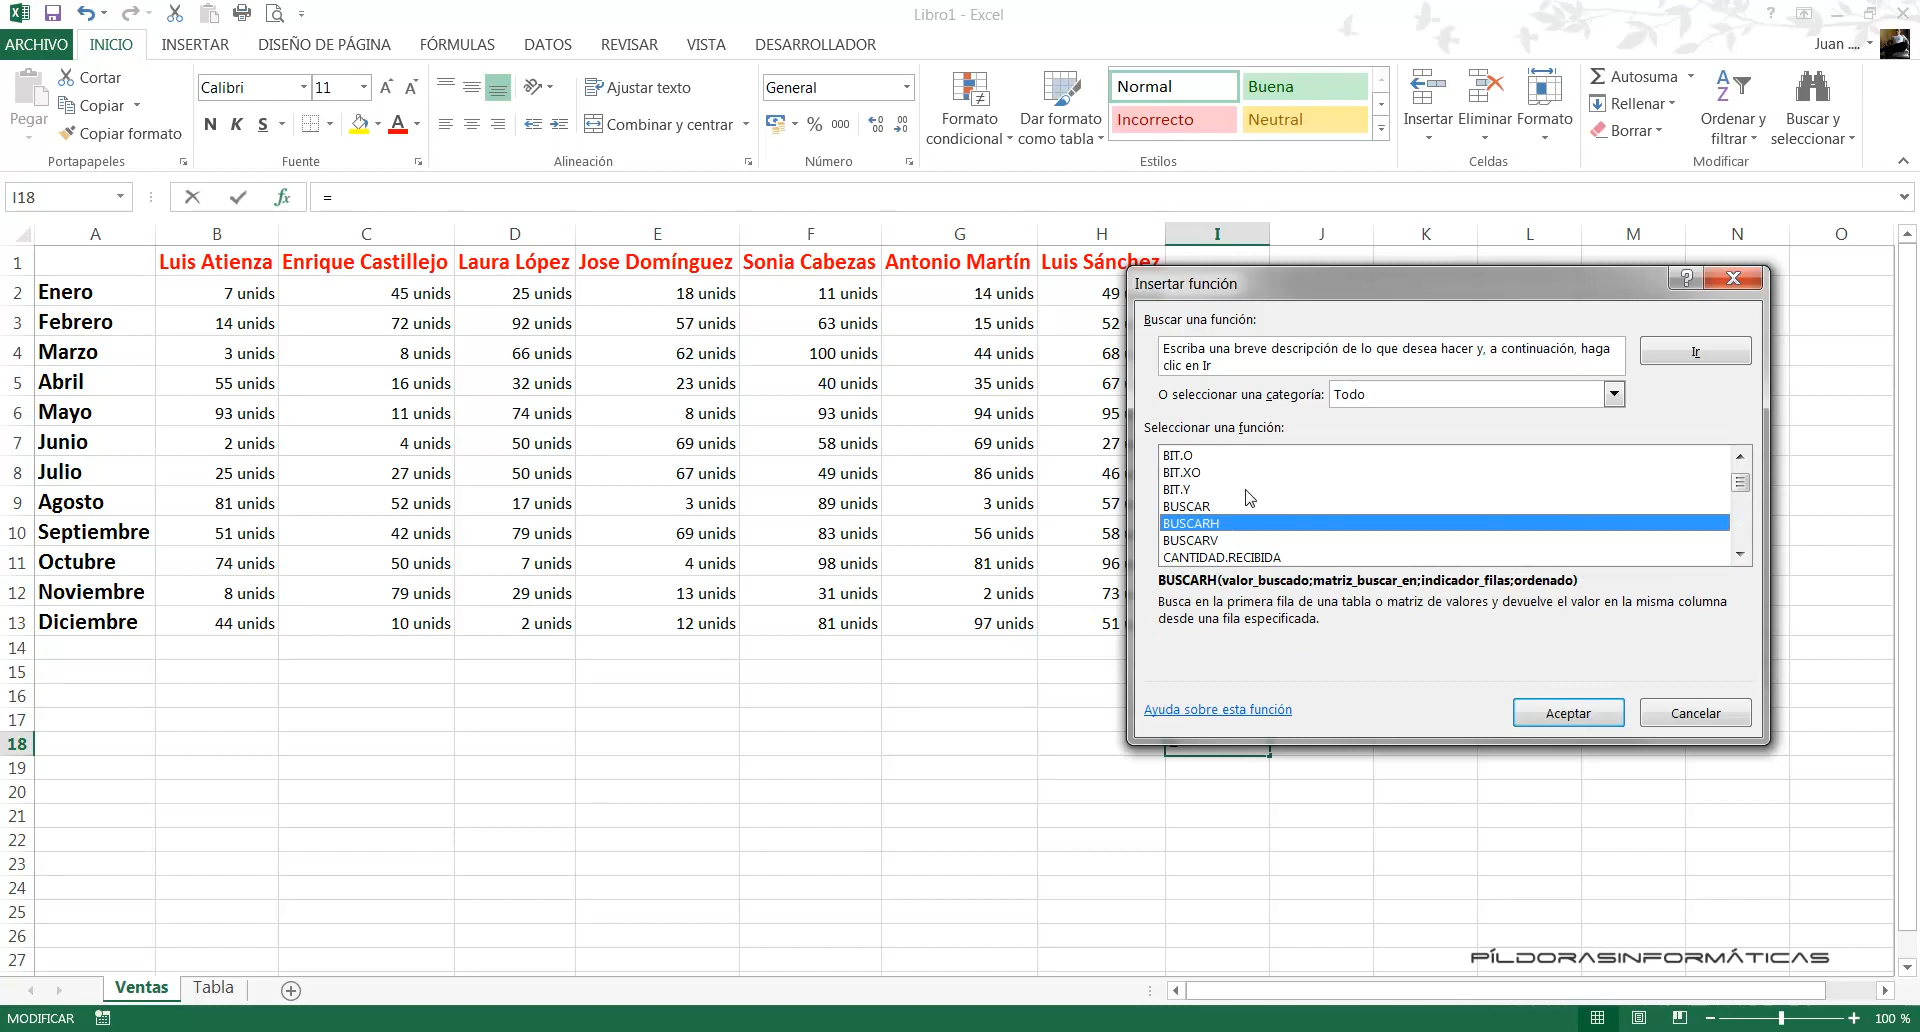 Libro1 - Excel
ARCHIVO INICIO INSERTAR DISEÑO DE PÁGINA FÓRMULAS DATOS REVISAR VISTA DESARROLLADOR Juan ....
Pegar
Cortar
Copiar
Copiar formato
Portapapeles
Calibri 11
N K S A
Fuente
Ajustar texto
Combinar y centrar
Alineación
General
% 000
Número
Formato condicional
Dar formato como tabla
Normal Buena
Incorrecto Neutral
Estilos
Insertar Eliminar Formato
Celdas
Autosuma
Rellenar
Borrar
Ordenar y filtrar
Buscar y seleccionar
Modificar
I18 fx =
A B C D E F G H I J K L M N O
1 Luis Atienza Enrique Castillejo Laura López Jose Domínguez Sonia Cabezas Antonio Martín Luis Sánchez
2 Enero 7 unids 45 unids 25 unids 18 unids 11 unids 14 unids 49
3 Febrero 14 unids 72 unids 92 unids 57 unids 63 unids 15 unids 52
4 Marzo 3 unids 8 unids 66 unids 62 unids 100 unids 44 unids 68
5 Abril 55 unids 16 unids 32 unids 23 unids 40 unids 35 unids 67
6 Mayo 93 unids 11 unids 74 unids 8 unids 93 unids 94 unids 95
7 Junio 2 unids 4 unids 50 unids 69 unids 58 unids 69 unids 27
8 Julio 25 unids 27 unids 50 unids 67 unids 49 unids 86 unids 46
9 Agosto 81 unids 52 unids 17 unids 3 unids 89 unids 3 unids 57
10 Septiembre 51 unids 42 unids 79 unids 69 unids 83 unids 56 unids 58
11 Octubre 74 unids 50 unids 7 unids 4 unids 98 unids 81 unids 96
12 Noviembre 8 unids 79 unids 29 unids 13 unids 31 unids 2 unids 73
13 Diciembre 44 unids 10 unids 2 unids 12 unids 81 unids 97 unids 51
14
15
16
17
18
19
20
21
22
23
24
25
26
27
Insertar función
Buscar una función:
Escriba una breve descripción de lo que desea hacer y, a continuación, haga
clic en Ir
Ir
O seleccionar una categoría: Todo
Seleccionar una función:
BIT.O
BIT.XO
BIT.Y
BUSCAR
BUSCARH
BUSCARV
CANTIDAD.RECIBIDA
BUSCARH(valor_buscado;matriz_buscar_en;indicador_filas;ordenado)
Busca en la primera fila de una tabla o matriz de valores y devuelve el valor en la misma columna
desde una fila especificada.
Ayuda sobre esta función
Aceptar Cancelar
PÍLDORASINFORMÁTICAS
Ventas Tabla
MODIFICAR 100 %